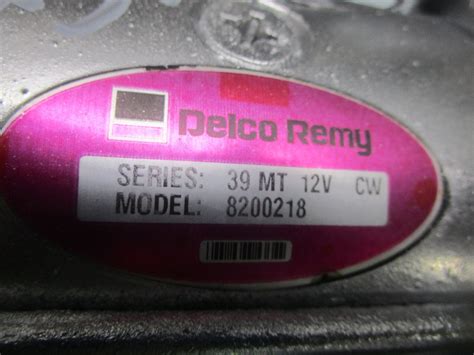 Delco Remy
SERIES: 39 MT 12V CW
MODEL: 8200218